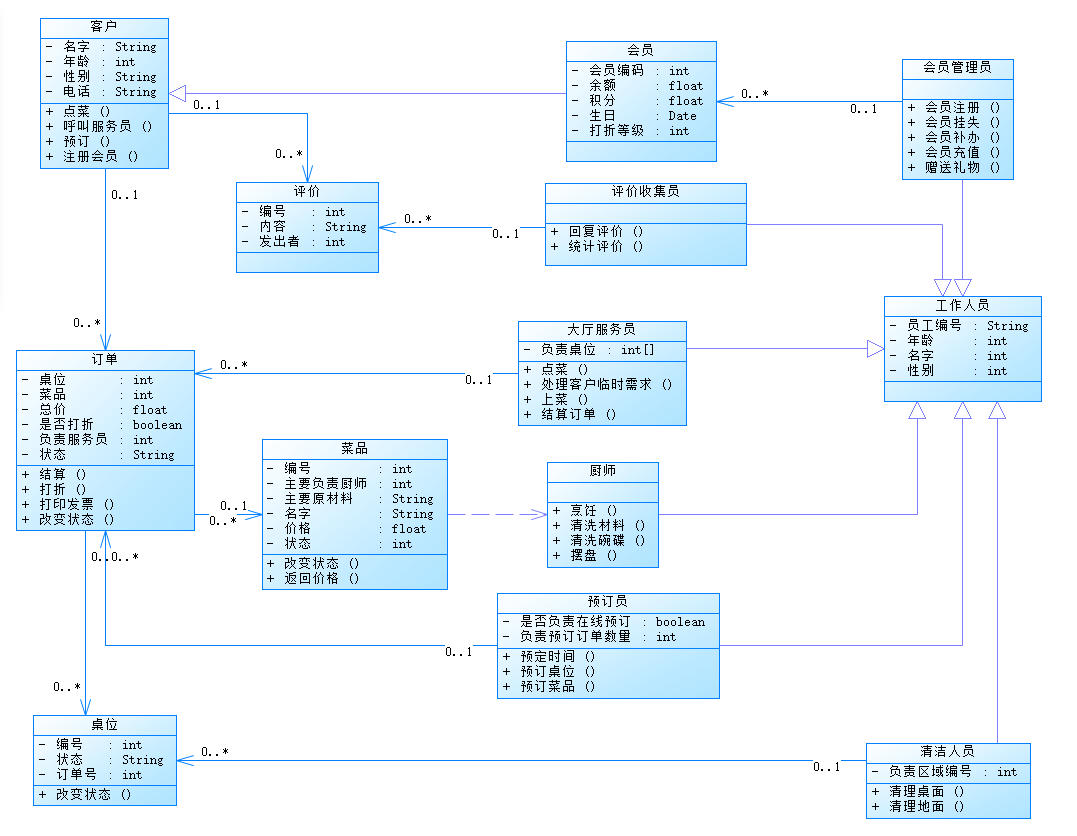 客户
- 名字 : String
- 年龄 : int
- 性别 : String
- 电话 : String
+ 点菜 ()
+ 呼叫服务员 ()
+ 预订 ()
+ 注册会员 ()
会员
- 会员编码 : int
- 余额 : float
- 积分 : float
- 生日 : Date
- 打折等级 : int
会员管理员
+ 会员注册 ()
+ 会员挂失 ()
+ 会员补办 ()
+ 会员充值 ()
+ 赠送礼物 ()
0..1
0..*
0..1
0..*
0..1
评价
- 编号 : int
- 内容 : String
- 发出者 : int
评价收集员
+ 回复评价 ()
+ 统计评价 ()
0..*
0..1
工作人员
- 员工编号 : String
- 年龄 : int
- 名字 : int
- 性别 : int
0..*
大厅服务员
- 负责桌位 : int[]
+ 点菜 ()
+ 处理客户临时需求 ()
+ 上菜 ()
+ 结算订单 ()
订单
- 桌位 : int
- 菜品 : int
- 总价 : float
- 是否打折 : boolean
- 负责服务员 : int
- 状态 : String
+ 结算 ()
+ 打折 ()
+ 打印发票 ()
+ 改变状态 ()
0..*
0..1
菜品
- 编号 : int
- 主要负责厨师 : int
- 主要原材料 : String
- 名字 : String
- 价格 : float
- 状态 : int
+ 改变状态 ()
+ 返回价格 ()
厨师
+ 烹饪 ()
+ 清洗材料 ()
+ 清洗碗碟 ()
+ 摆盘 ()
0..1
0..*
0..0..*
预订员
- 是否负责在线预订 : boolean
- 负责预订订单数量 : int
+ 预定时间 ()
+ 预订桌位 ()
+ 预订菜品 ()
0..1
0..*
桌位
- 编号 : int
- 状态 : String
- 订单号 : int
+ 改变状态 ()
0..*
0..1
清洁人员
- 负责区域编号 : int
+ 清理桌面 ()
+ 清理地面 ()